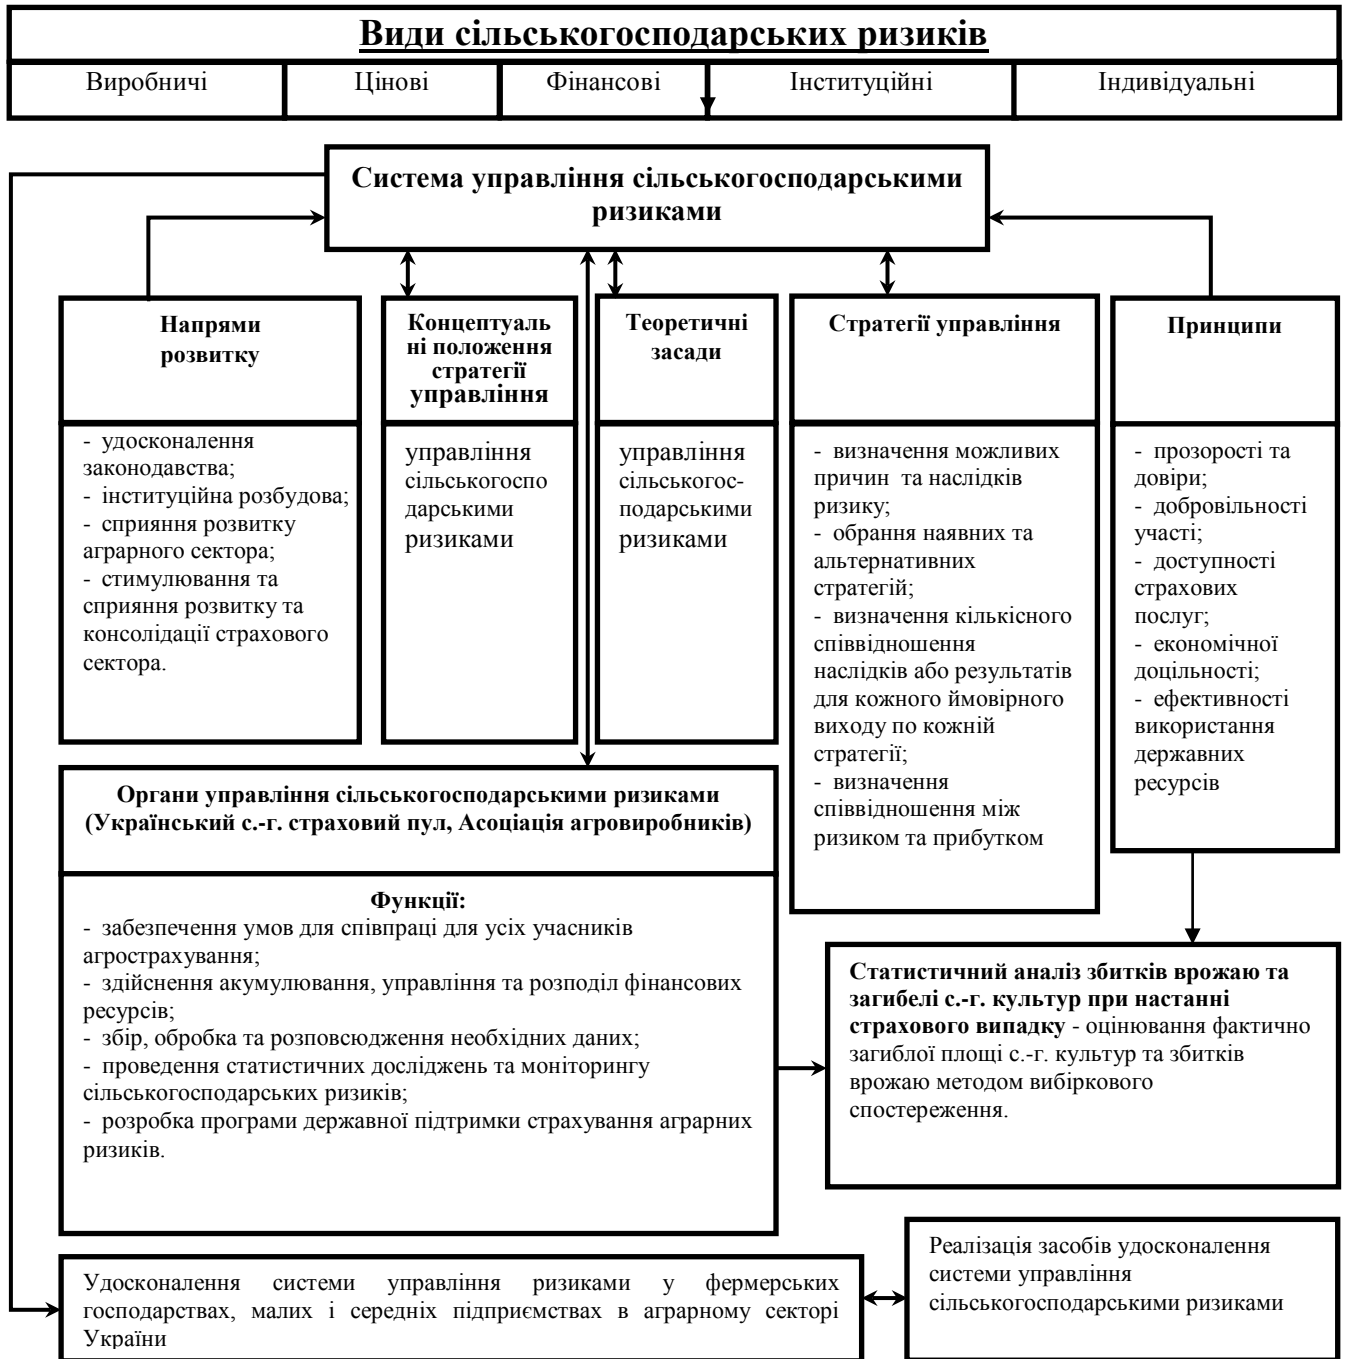 Види сільськогосподарських ризиків
Виробничі
Цінові
Фінансові
Інституційні
Індивідуальні
Система управління сільськогосподарськими
ризиками
Напрями
розвитку
- удосконалення
законодавства;
- інституційна розбудова;
- сприяння розвитку
аграрного сектора;
- стимулювання та
сприяння розвитку та
консолідації страхового
сектора.
Концептуаль
ні положення
стратегії
управління
управління
сільськогоспо
дарськими
ризиками
Теоретичні
засади
управління
сільськогос-
подарськими
ризиками
Стратегії управління
- визначення можливих
причин та наслідків
ризику;
- обрання наявних та
альтернативних
стратегій;
- визначення кількісного
співвідношення
наслідків або результатів
для кожного ймовірного
виходу по кожній
стратегії;
- визначення
співвідношення між
ризиком та прибутком
Принципи
- прозорості та
довіри;
- добровільності
участі;
- доступності
страхових
послуг;
- економічної
доцільності;
- ефективності
використання
державних
ресурсів
Органи управління сільськогосподарськими ризиками
(Український с.-г. страховий пул, Асоціація агровиробників)
Функції:
- забезпечення умов для співпраці для усіх учасників
агрострахування;
- здійснення акумулювання, управління та розподіл фінансових
ресурсів;
- збір, обробка та розповсюдження необхідних даних;
- проведення статистичних досліджень та моніторингу
сільськогосподарських ризиків;
- розробка програми державної підтримки страхування аграрних
ризиків.
Статистичний аналіз збитків врожаю та
загибелі с.-г. культур при настанні
страхового випадку - оцінювання фактично
загиблої площі с.-г. культур та збитків
врожаю методом вибіркового
спостереження.
Удосконалення системи управління ризиками у фермерських
господарствах, малих і середніх підприємствах в аграрному секторі
України
Реалізація засобів удосконалення
системи управління
сільськогосподарськими ризиками